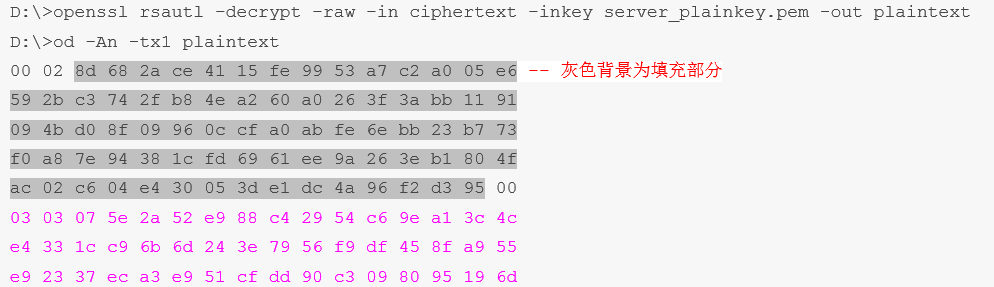 D:\>openssl rsautl -decrypt -raw -in ciphertext -inkey server_plainkey.pem -out plaintext
D:\>od -An -tx1 plaintext
00 02 8d 68 2a ce 41 15 fe 99 53 a7 c2 a0 05 e6 -- 灰色背景为填充部分
59 2b c3 74 2f b8 4e a2 60 a0 26 3f 3a bb 11 91
09 4b d0 8f 09 96 0c cf a0 ab fe 6e bb 23 b7 73
f0 a8 7e 94 38 1c fd 69 61 ee 9a 26 3e b1 80 4f
ac 02 c6 04 e4 30 05 3d e1 dc 4a 96 f2 d3 95 00
03 03 07 5e 2a 52 e9 88 c4 29 54 c6 9e a1 3c 4c
e4 33 1c c9 6b 6d 24 3e 79 56 f9 df 45 8f a9 55
e9 23 37 ec a3 e9 51 cf dd 90 c3 09 80 95 19 6d